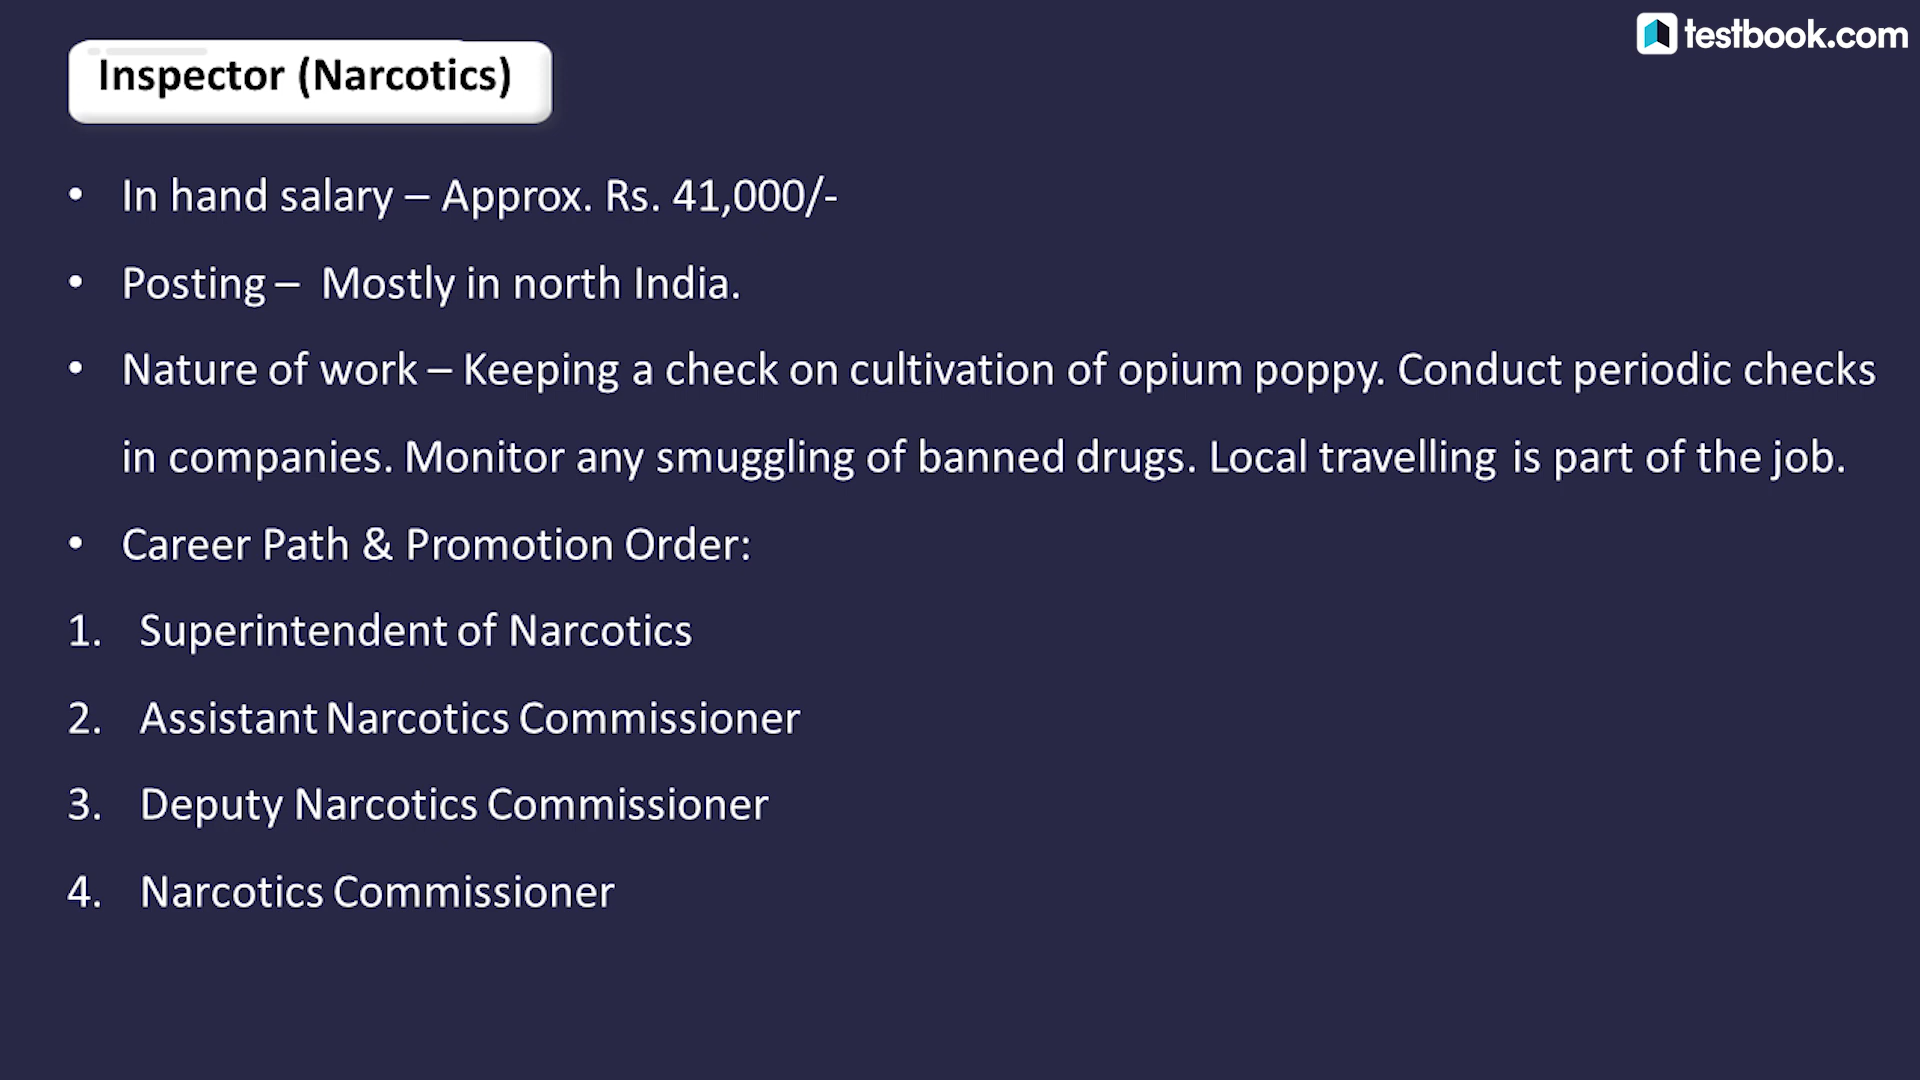 testbook.com
Inspector (Narcotics)
• In hand salary – Approx. Rs. 41,000/-
• Posting – Mostly in north India.
• Nature of work – Keeping a check on cultivation of opium poppy. Conduct periodic checks
in companies. Monitor any smuggling of banned drugs. Local travelling is part of the job.
• Career Path & Promotion Order:
1. Superintendent of Narcotics
2. Assistant Narcotics Commissioner
3. Deputy Narcotics Commissioner
4. Narcotics Commissioner